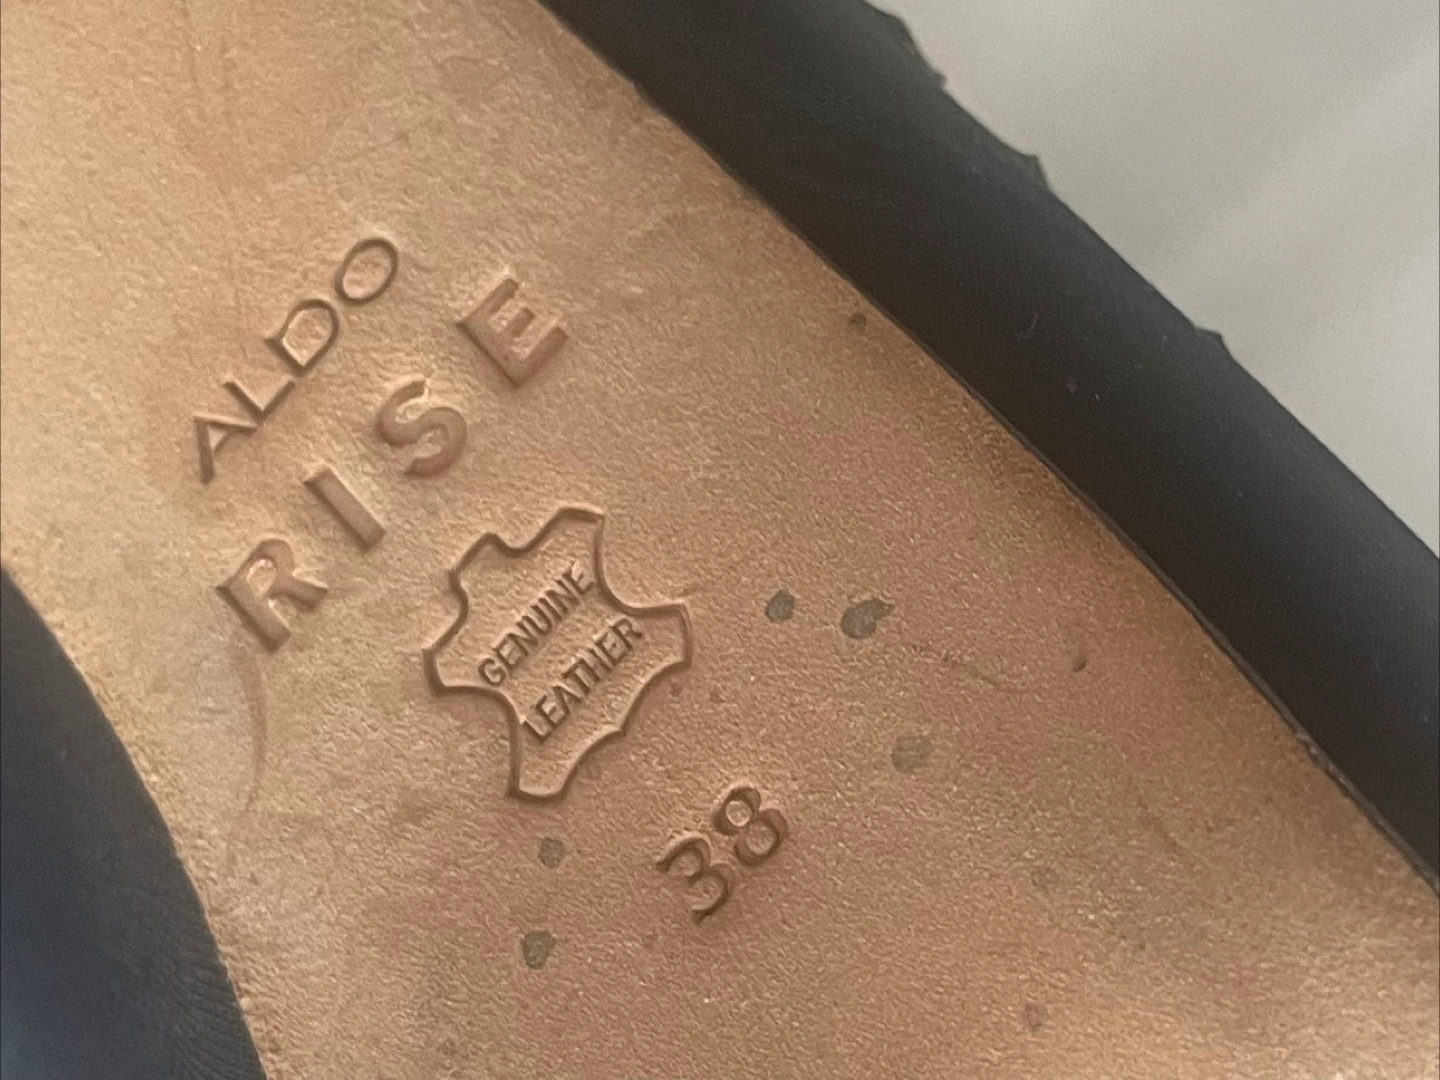 ALDO
RISE
GENUINE
LEATHER
38